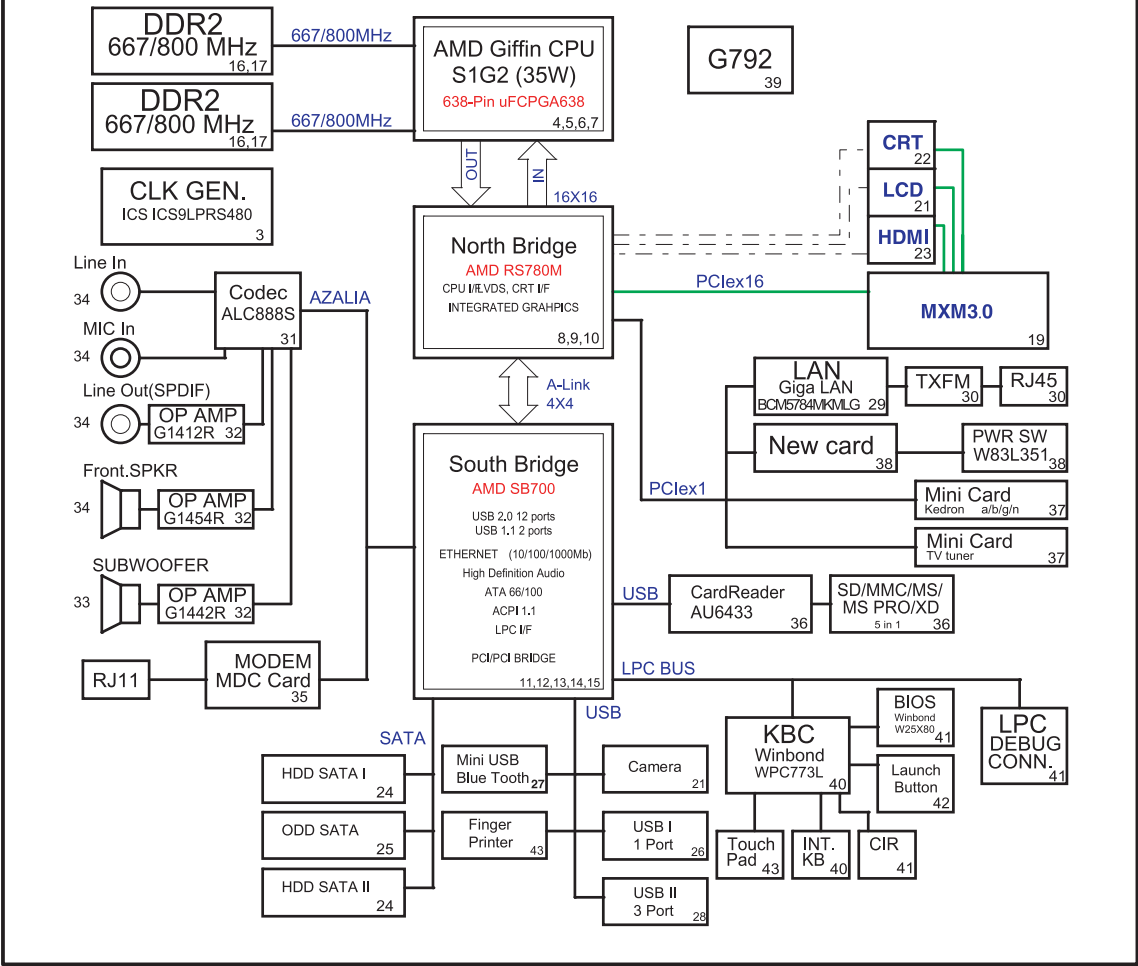 DDR2
667/800 MHz
16,17
667/800MHz
AMD Giffin CPU
S1G2 (35W)
638-Pin uFCPGA638
4,5,6,7
G792
39
DDR2
667/800 MHz
16,17
667/800MHz
OUT
IN
16X16
CLK GEN.
ICS ICS9LPRS480
3
CRT
22
LCD
21
HDMI
23
North Bridge
AMD RS780M
CPU I/F LVDS, CRT I/F
INTEGRATED GRAHPICS
8,9,10
PCIex16
MXM3.0
19
Line In
34
MIC In
34
Line Out(SPDIF)
34
Codec
ALC888S
31
AZALIA
OP AMP
G1412R 32
Front.SPKR
34
OP AMP
G1454R 32
SUBWOOFER
33
OP AMP
G1442R 32
RJ11
MODEM
MDC Card
35
A-Link
4X4
South Bridge
AMD SB700
USB 2.0 12 ports
USB 1.1 2 ports
ETHERNET (10/100/1000Mb)
High Definition Audio
ATA 66/100
ACPI 1.1
LPC I/F
PCI/PCI BRIDGE
11,12,13,14,15
LAN
Giga LAN
BCM5784MKMLG 29
TXFM
30
RJ45
30
New card
38
PWR SW
W83L351
38
PCIex1
Mini Card
Kedron a/b/g/n
37
Mini Card
TV tuner
37
USB
CardReader
AU6433
36
SD/MMC/MS/
MS PRO/XD
5 in 1
36
LPC BUS
USB
SATA
HDD SATA I
24
ODD SATA
25
HDD SATA II
24
Mini USB
Blue Tooth
27
Finger
Printer
43
Camera
21
USB I
1 Port
26
USB II
3 Port
28
KBC
Winbond
WPC773L
40
BIOS
Winbond
W25X80
41
Launch
Button
42
LPC
DEBUG
CONN.
41
Touch
Pad
43
INT.
KB
40
CIR
41